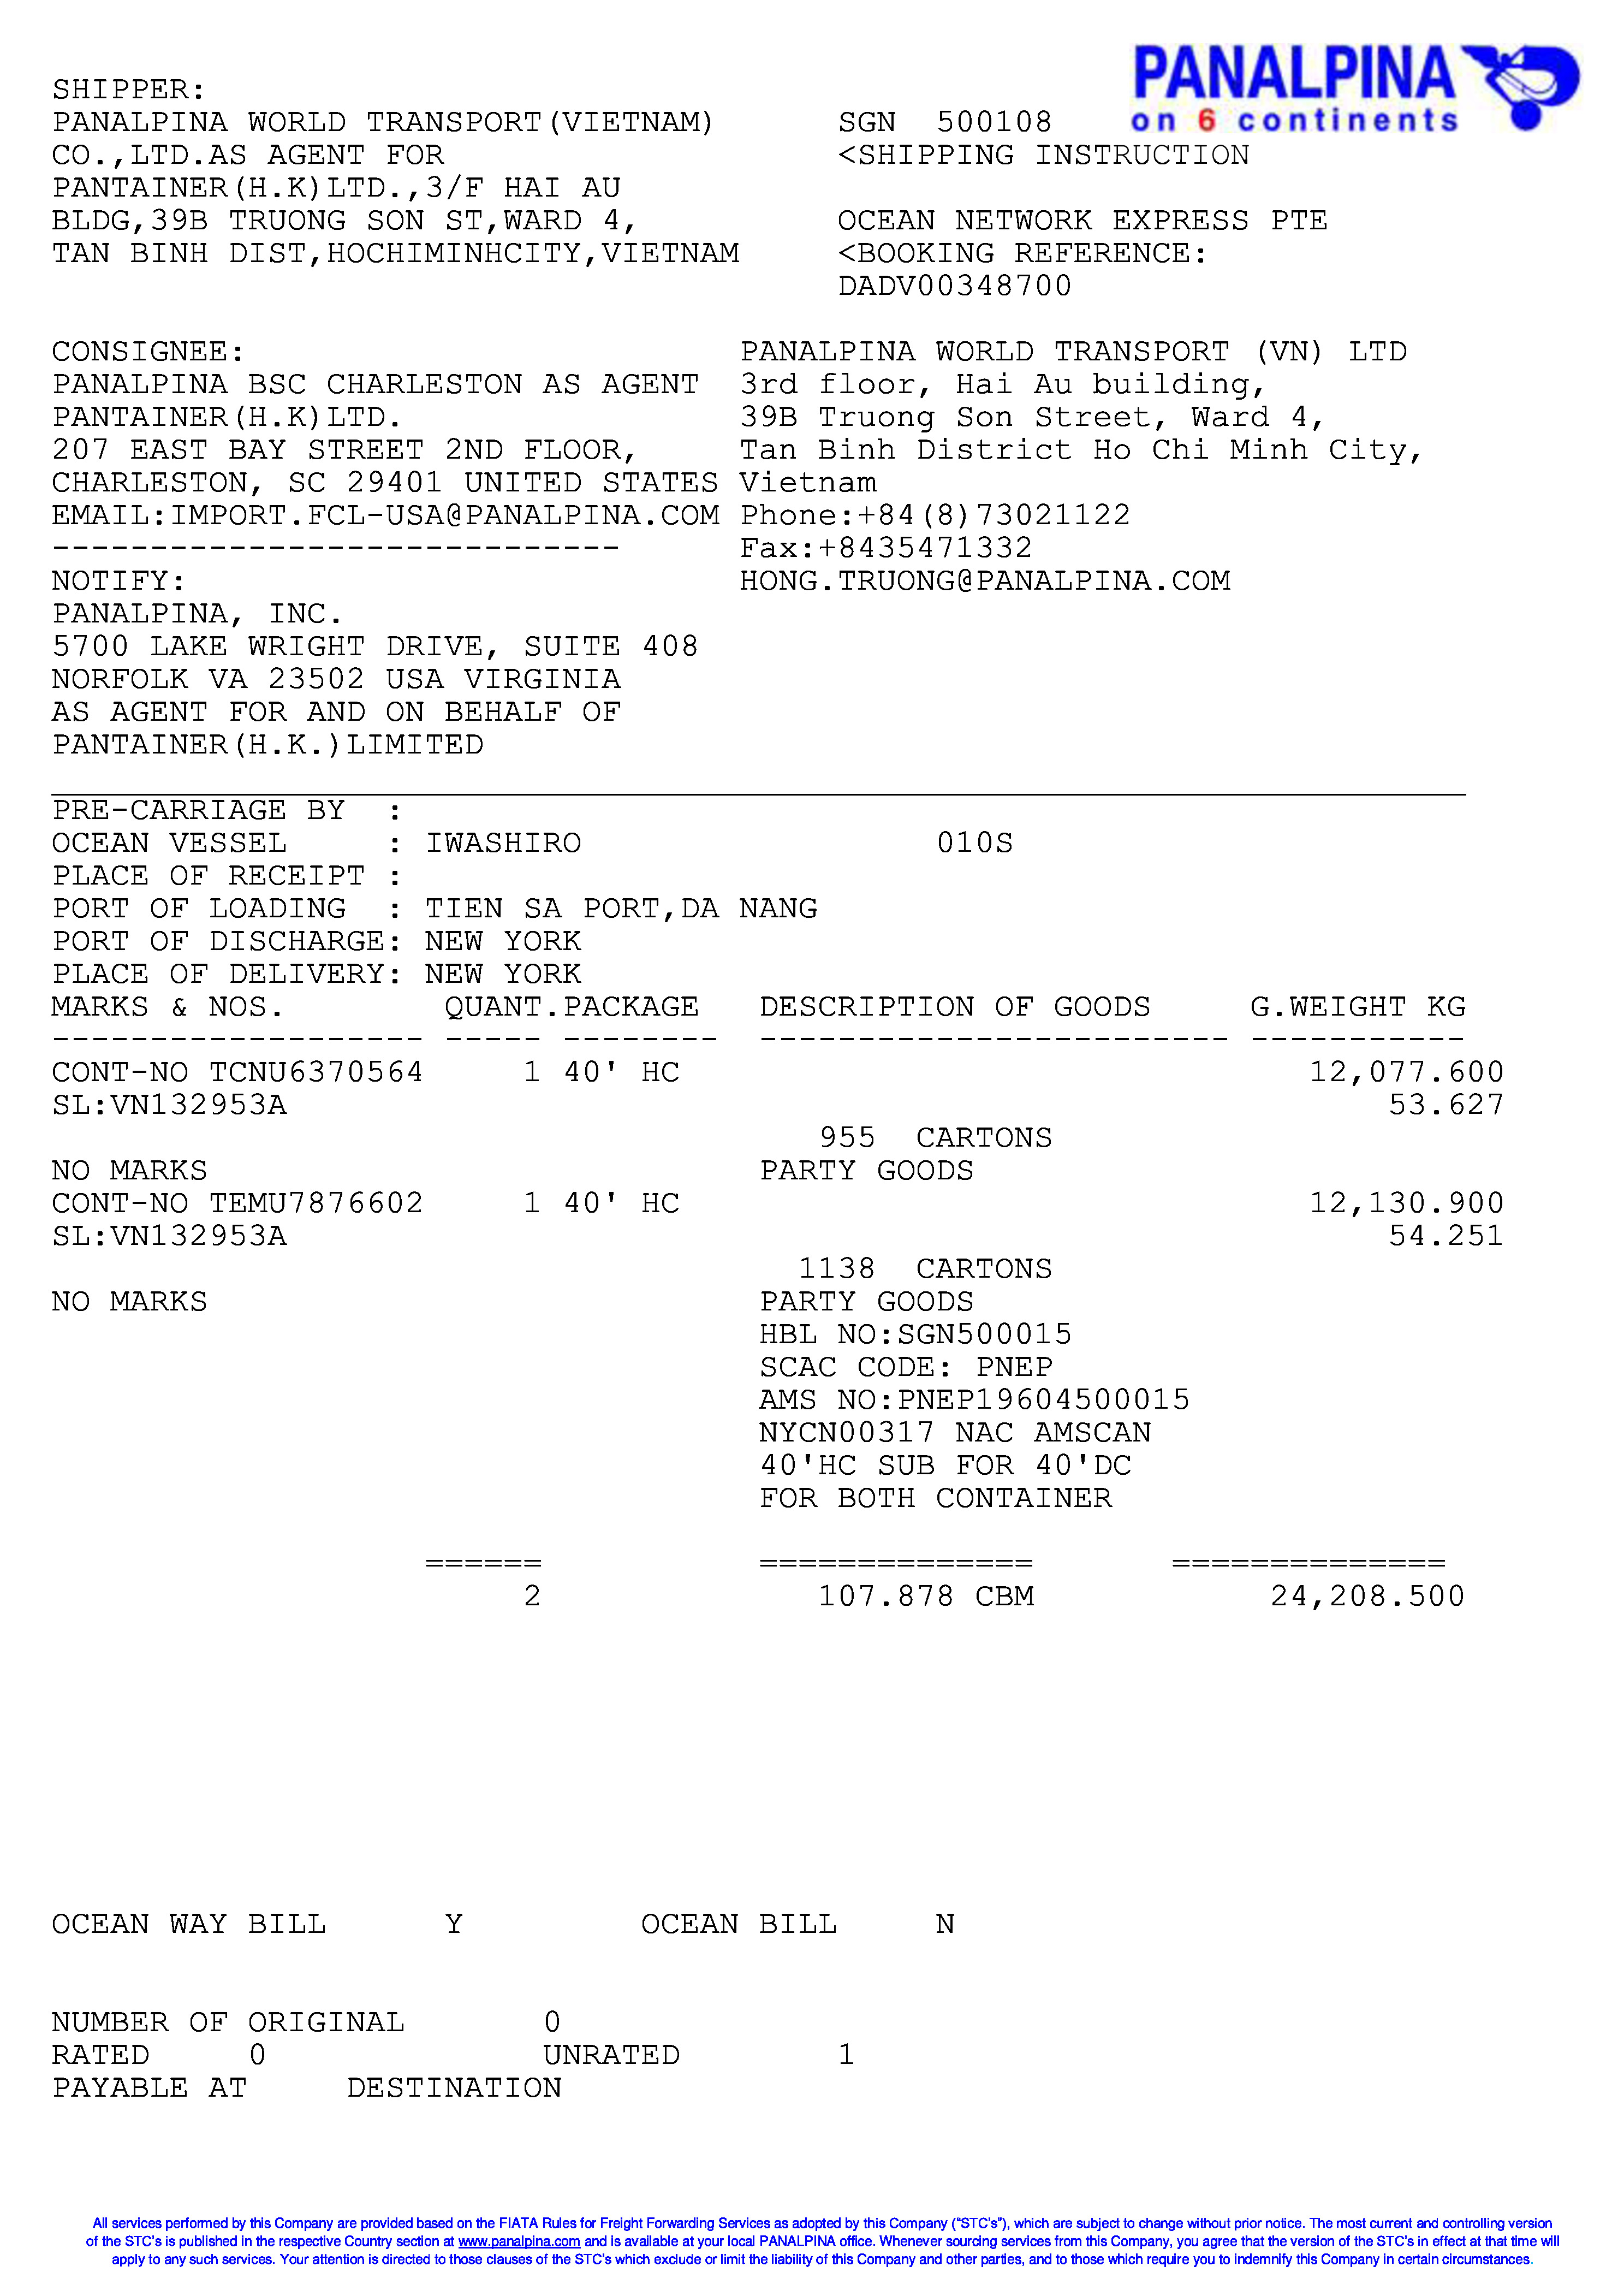 PANALPINA
on 6 continents
SHIPPER:
PANALPINA WORLD TRANSPORT(VIETNAM) SGN 500108
CO.,LTD.AS AGENT FOR <SHIPPING INSTRUCTION
PANTAINER(H.K)LTD.,3/F HAI AU
BLDG,39B TRUONG SON ST,WARD 4, OCEAN NETWORK EXPRESS PTE
TAN BINH DIST,HOCHIMINHCITY,VIETNAM <BOOKING REFERENCE:
DADV00348700
CONSIGNEE: PANALPINA WORLD TRANSPORT (VN) LTD
PANALPINA BSC CHARLESTON AS AGENT 3rd floor, Hai Au building,
PANTAINER(H.K)LTD. 39B Truong Son Street, Ward 4,
207 EAST BAY STREET 2ND FLOOR, Tan Binh District Ho Chi Minh City,
CHARLESTON, SC 29401 UNITED STATES Vietnam
EMAIL:IMPORT.FCL-USA@PANALPINA.COM Phone:+84(8)73021122
----------------------------- Fax:+8435471332
NOTIFY: HONG.TRUONG@PANALPINA.COM
PANALPINA, INC.
5700 LAKE WRIGHT DRIVE, SUITE 408
NORFOLK VA 23502 USA VIRGINIA
AS AGENT FOR AND ON BEHALF OF
PANTAINER(H.K.)LIMITED
PRE-CARRIAGE BY :
OCEAN VESSEL : IWASHIRO 010S
PLACE OF RECEIPT :
PORT OF LOADING : TIEN SA PORT,DA NANG
PORT OF DISCHARGE: NEW YORK
PLACE OF DELIVERY: NEW YORK
MARKS & NOS. QUANT.PACKAGE DESCRIPTION OF GOODS G.WEIGHT KG
------------------- ----- -------- ------------------------ -----------
CONT-NO TCNU6370564 1 40' HC 12,077.600
SL:VN132953A 53.627
955 CARTONS
NO MARKS PARTY GOODS
CONT-NO TEMU7876602 1 40' HC 12,130.900
SL:VN132953A 54.251
1138 CARTONS
NO MARKS PARTY GOODS
HBL NO:SGN500015
SCAC CODE: PNEP
AMS NO:PNEP19604500015
NYCN00317 NAC AMSCAN
40'HC SUB FOR 40'DC
FOR BOTH CONTAINER
====== ============== ==============
2 107.878 CBM 24,208.500
OCEAN WAY BILL Y OCEAN BILL N
NUMBER OF ORIGINAL 0
RATED 0 UNRATED 1
PAYABLE AT DESTINATION
All services performed by this Company are provided based on the FIATA Rules for Freight Forwarding Services as adopted by this Company (“STC's”), which are subject to change without prior notice. The most current and controlling version
of the STC's is published in the respective Country section at www.panalpina.com and is available at your local PANALPINA office. Whenever sourcing services from this Company, you agree that the version of the STC's in effect at that time will
apply to any such services. Your attention is directed to those clauses of the STC's which exclude or limit the liability of this Company and other parties, and to those which require you to indemnify this Company in certain circumstances.